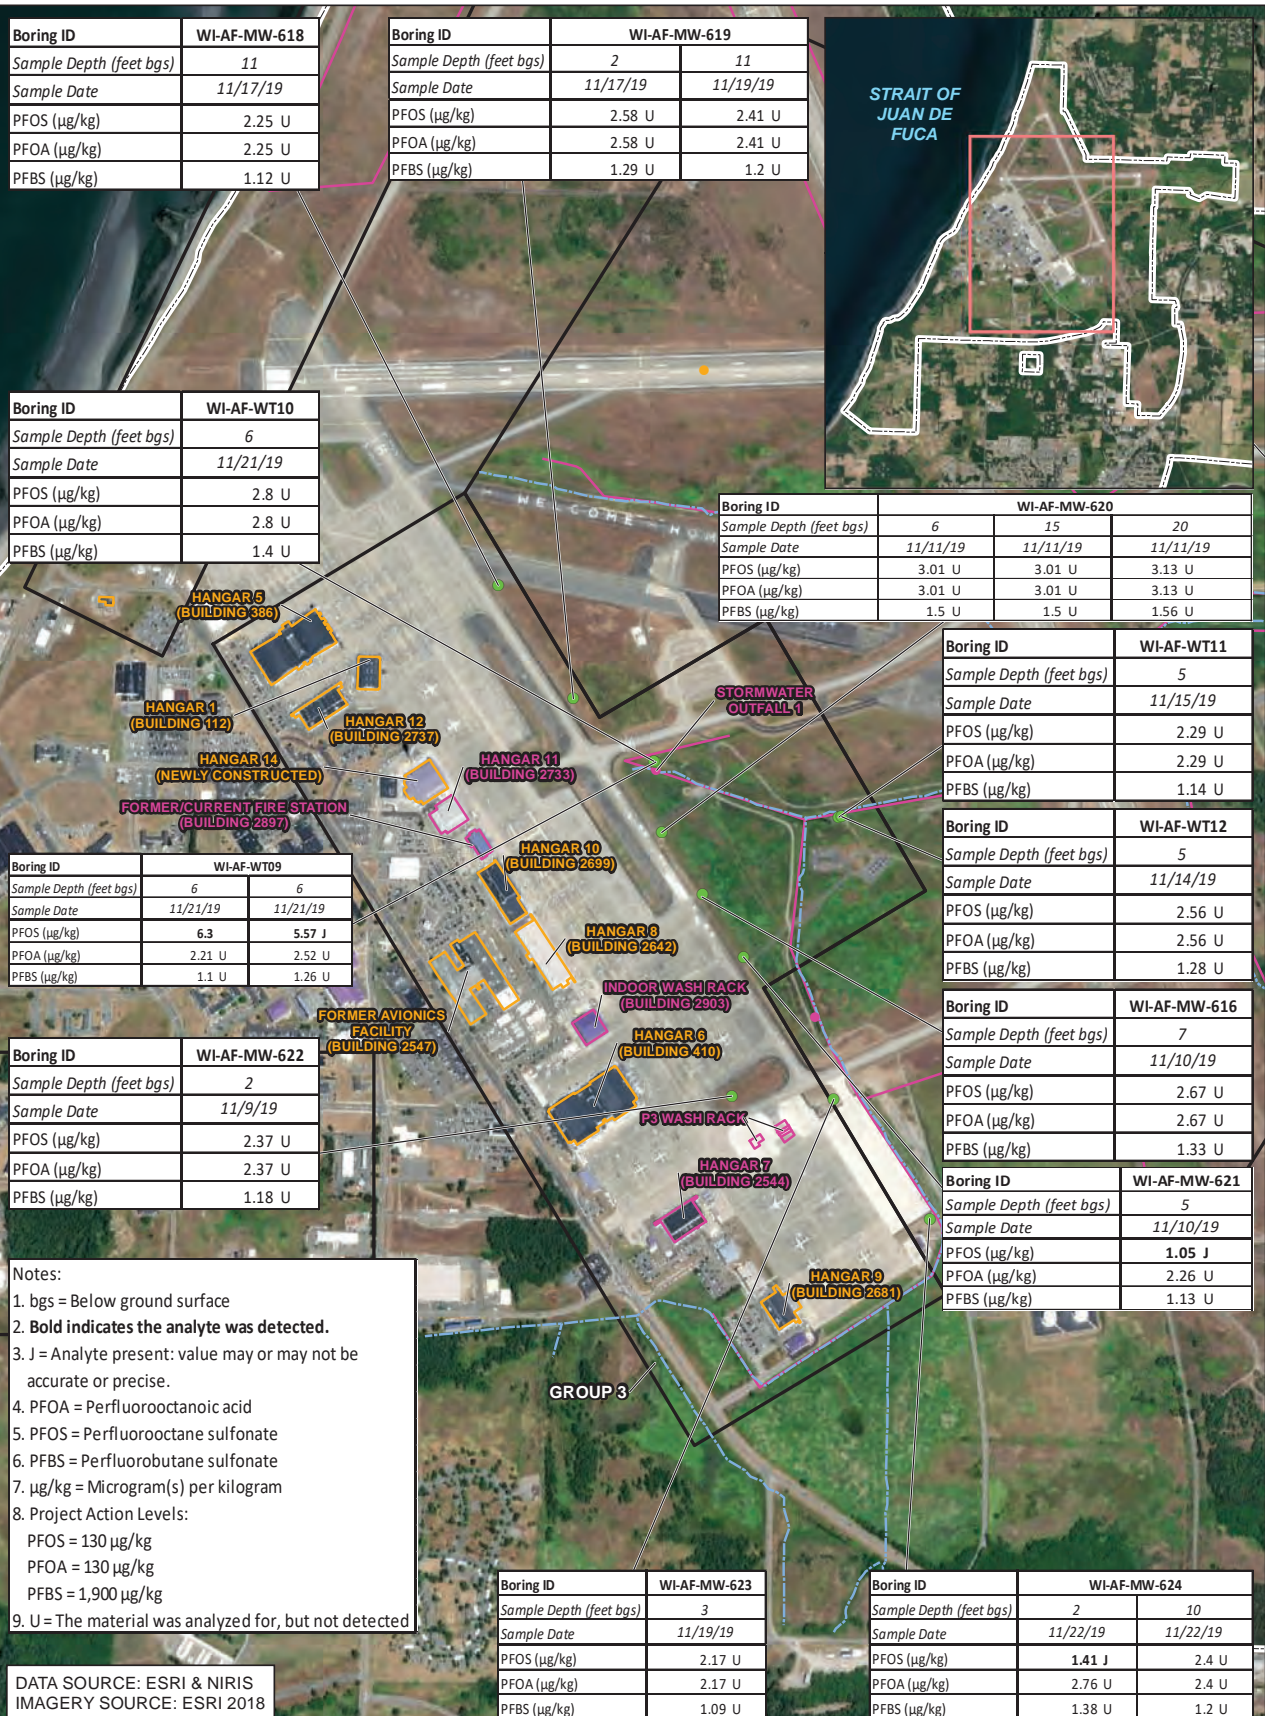 Boring ID WI-AF-MW-618
Sample Depth (feet bgs) 11
Sample Date 11/17/19
PFOS (µg/kg) 2.25 U
PFOA (µg/kg) 2.25 U
PFBS (µg/kg) 1.12 U
Boring ID WI-AF-MW-619
Sample Depth (feet bgs) 2 11
Sample Date 11/17/19 11/19/19
PFOS (µg/kg) 2.58 U 2.41 U
PFOA (µg/kg) 2.58 U 2.41 U
PFBS (µg/kg) 1.29 U 1.2 U
STRAIT OF
JUAN DE
FUCA
Boring ID WI-AF-WT10
Sample Depth (feet bgs) 6
Sample Date 11/21/19
PFOS (µg/kg) 2.8 U
PFOA (µg/kg) 2.8 U
PFBS (µg/kg) 1.4 U
WELCOME HOM
Boring ID WI-AF-MW-620
Sample Depth (feet bgs) 6 15 20
Sample Date 11/11/19 11/11/19 11/11/19
PFOS (µg/kg) 3.01 U 3.01 U 3.13 U
PFOA (µg/kg) 3.01 U 3.01 U 3.13 U
PFBS (µg/kg) 1.5 U 1.5 U 1.56 U
HANGAR 5
(BUILDING 386)
HANGAR 1
(BUILDING 112)
HANGAR 12
(BUILDING 2737)
STORMWATER
OUTFALL 1
HANGAR 14
(NEWLY CONSTRUCTED)
HANGAR 11
(BUILDING 2733)
FORMER/CURRENT FIRE STATION
(BUILDING 2897)
HANGAR 10
(BUILDING 2699)
HANGAR 8
(BUILDING 2642)
INDOOR WASH RACK
(BUILDING 2903)
FORMER AVIONICS
FACILITY
(BUILDING 2547)
HANGAR 6
(BUILDING 410)
P3 WASH RACK
HANGAR 7
(BUILDING 2544)
HANGAR 9
(BUILDING 2681)
GROUP 3
Boring ID WI-AF-WT11
Sample Depth (feet bgs) 5
Sample Date 11/15/19
PFOS (µg/kg) 2.29 U
PFOA (µg/kg) 2.29 U
PFBS (µg/kg) 1.14 U
Boring ID WI-AF-WT12
Sample Depth (feet bgs) 5
Sample Date 11/14/19
PFOS (µg/kg) 2.56 U
PFOA (µg/kg) 2.56 U
PFBS (µg/kg) 1.28 U
Boring ID WI-AF-WT09
Sample Depth (feet bgs) 6 6
Sample Date 11/21/19 11/21/19
PFOS (µg/kg) 6.3 5.57 J
PFOA (µg/kg) 2.21 U 2.52 U
PFBS (µg/kg) 1.1 U 1.26 U
Boring ID WI-AF-MW-616
Sample Depth (feet bgs) 7
Sample Date 11/10/19
PFOS (µg/kg) 2.67 U
PFOA (µg/kg) 2.67 U
PFBS (µg/kg) 1.33 U
Boring ID WI-AF-MW-622
Sample Depth (feet bgs) 2
Sample Date 11/9/19
PFOS (µg/kg) 2.37 U
PFOA (µg/kg) 2.37 U
PFBS (µg/kg) 1.18 U
Boring ID WI-AF-MW-621
Sample Depth (feet bgs) 5
Sample Date 11/10/19
PFOS (µg/kg) 1.05 J
PFOA (µg/kg) 2.26 U
PFBS (µg/kg) 1.13 U
Notes:
1. bgs = Below ground surface
2. Bold indicates the analyte was detected.
3. J = Analyte present: value may or may not be
accurate or precise.
4. PFOA = Perfluorooctanoic acid
5. PFOS = Perfluorooctane sulfonate
6. PFBS = Perfluorobutane sulfonate
7. µg/kg = Microgram(s) per kilogram
8. Project Action Levels:
PFOS = 130 µg/kg
PFOA = 130 µg/kg
PFBS = 1,900 µg/kg
9. U = The material was analyzed for, but not detected
Boring ID WI-AF-MW-623
Sample Depth (feet bgs) 3
Sample Date 11/19/19
PFOS (µg/kg) 2.17 U
PFOA (µg/kg) 2.17 U
PFBS (µg/kg) 1.09 U
Boring ID WI-AF-MW-624
Sample Depth (feet bgs) 2 10
Sample Date 11/22/19 11/22/19
PFOS (µg/kg) 1.41 J 2.4 U
PFOA (µg/kg) 2.76 U 2.4 U
PFBS (µg/kg) 1.38 U 1.2 U
DATA SOURCE: ESRI & NIRIS
IMAGERY SOURCE: ESRI 2018